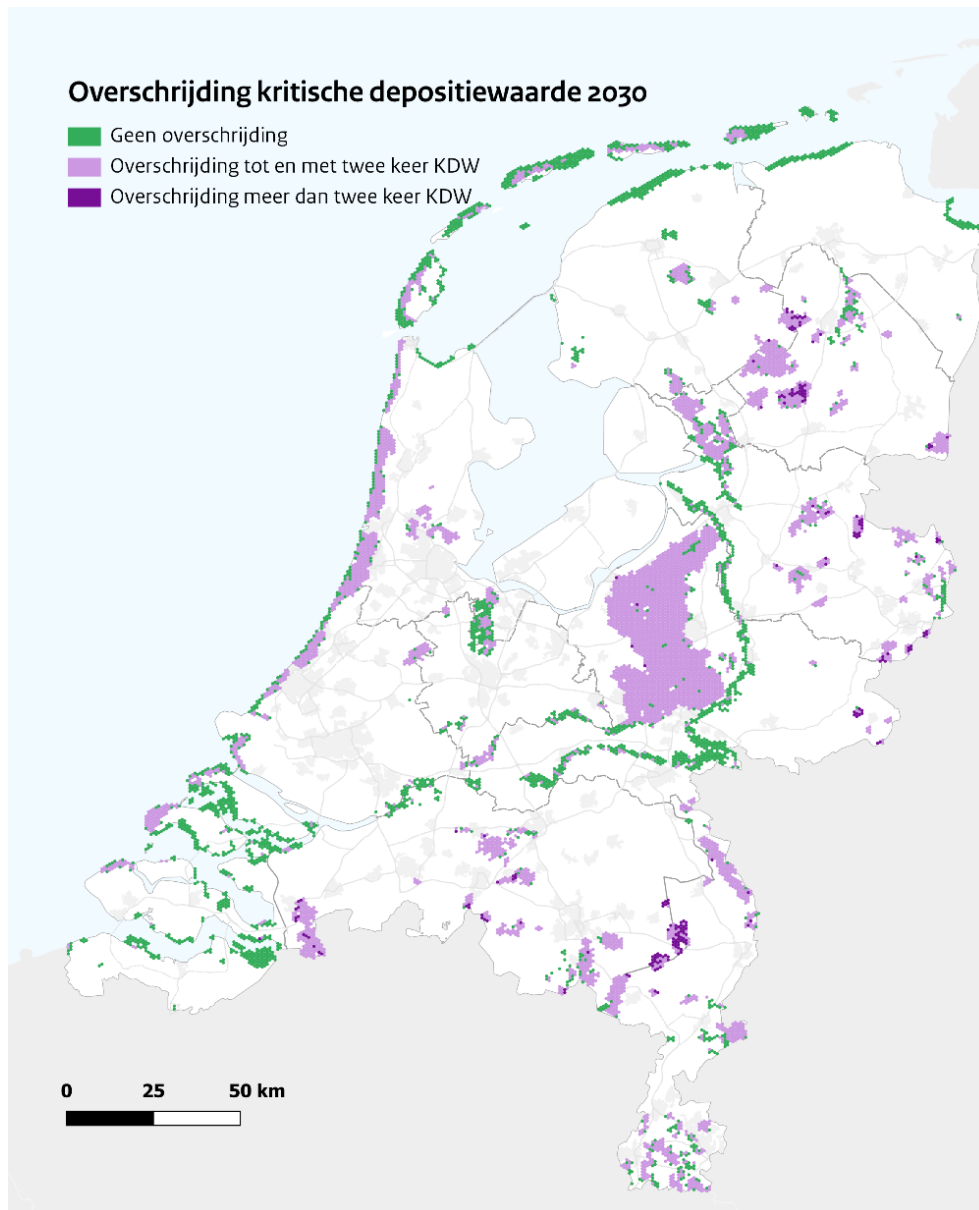 Overschrijding kritische depositiewaarde 2030
Geen overschrijding
Overschrijding tot en met twee keer KDW
Overschrijding meer dan twee keer KDW
0 25 50 km